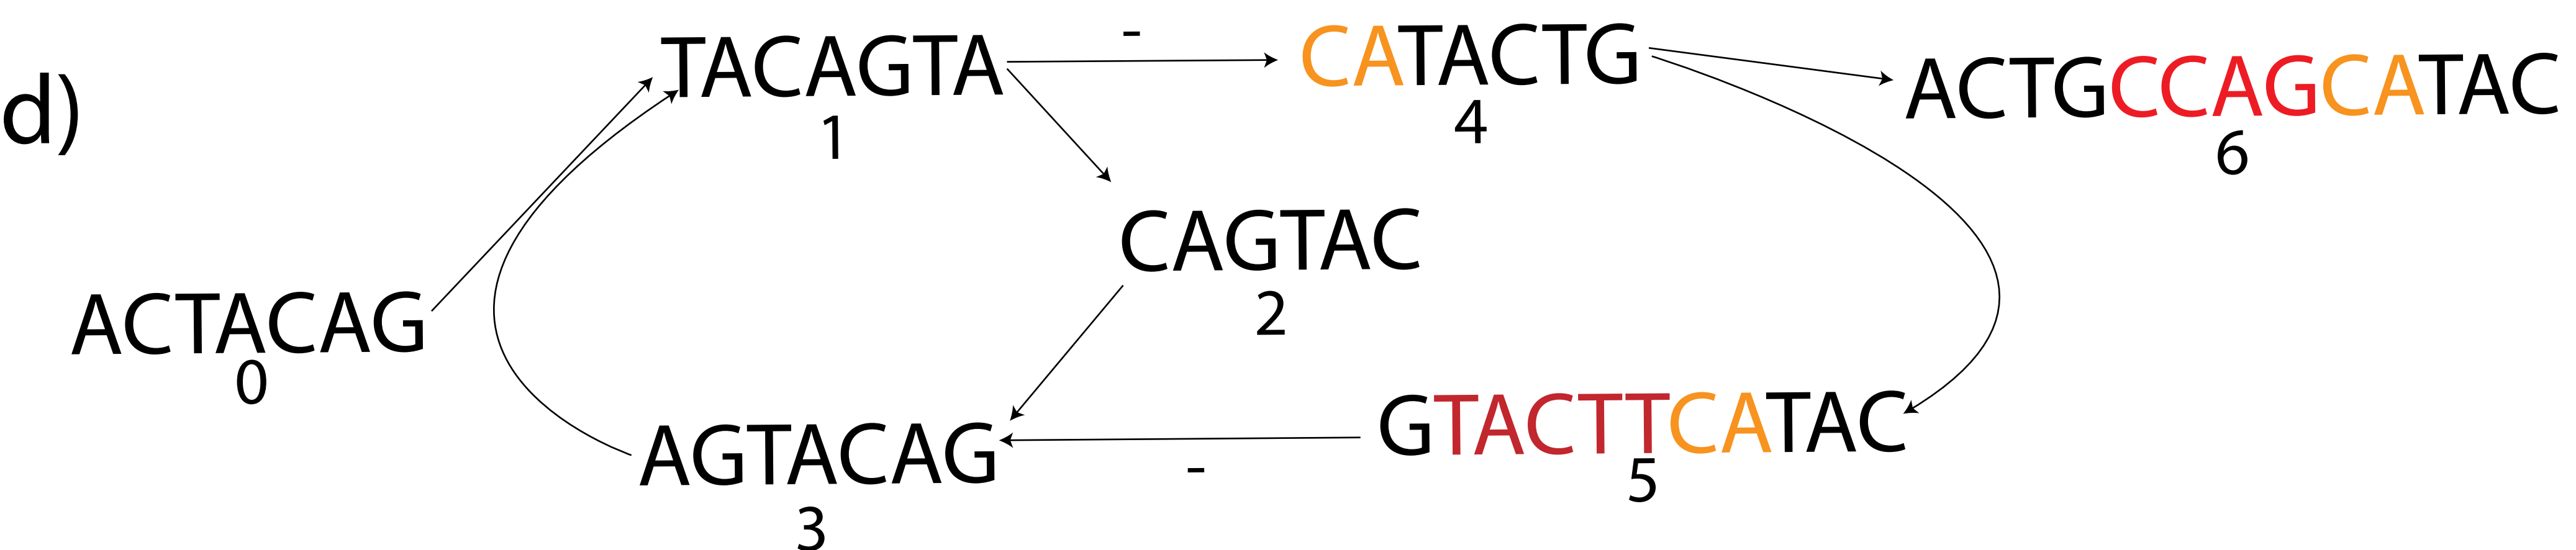 d)
TACAGTA
1
-
CATACTG
4
ACTGCCAGCATAC
6
CAGTAC
2
ACTACAG
0
AGTACAG
3
-
GTACTTCATAC
5